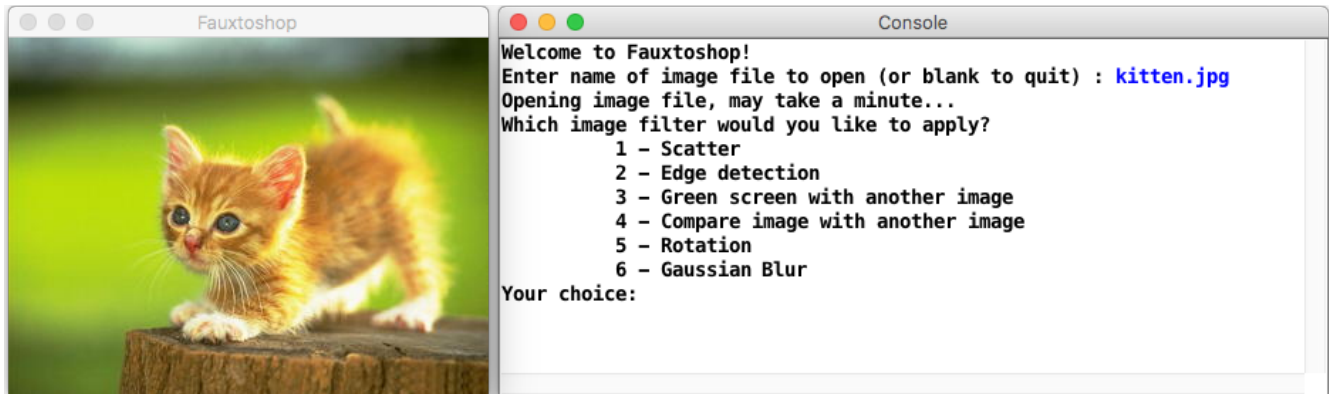 Fauxtoshop
Console
Welcome to Fauxtoshop!
Enter name of image file to open (or blank to quit) : kitten.jpg
Opening image file, may take a minute...
Which image filter would you like to apply?
1 – Scatter
2 – Edge detection
3 – Green screen with another image
4 – Compare image with another image
5 – Rotation
6 – Gaussian Blur
Your choice: